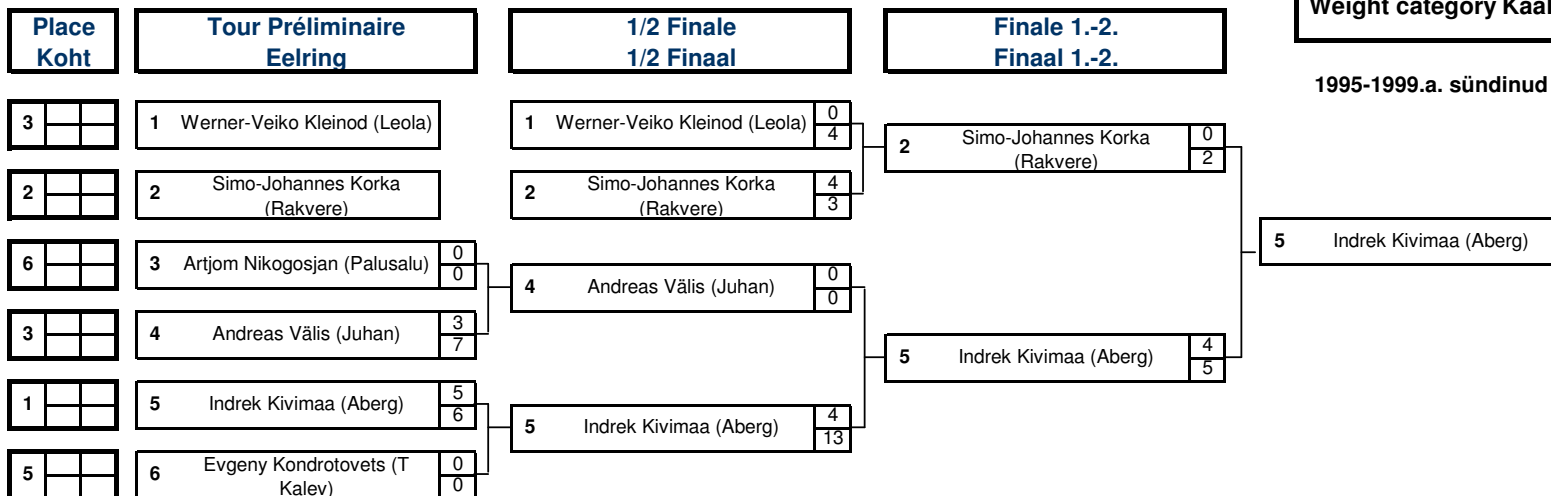 Weight category Kaal
Place
Koht
Tour Préliminaire
Eelring
1/2 Finale
1/2 Finaal
Finale 1.-2.
Finaal 1.-2.
1995-1999.a. sündinud
3
1 Werner-Veiko Kleinod (Leola)
2
2 Simo-Johannes Korka
(Rakvere)
6
3 Artjom Nikogosjan (Palusalu)
0
0
3
4 Andreas Välis (Juhan)
3
7
1
5 Indrek Kivimaa (Aberg)
5
6
5
6 Evgeny Kondrotovets (T
Kalev)
0
0
1 Werner-Veiko Kleinod (Leola)
0
4
2 Simo-Johannes Korka
(Rakvere)
4
3
4 Andreas Välis (Juhan)
0
0
5 Indrek Kivimaa (Aberg)
4
13
2 Simo-Johannes Korka
(Rakvere)
0
2
5 Indrek Kivimaa (Aberg)
4
5
5 Indrek Kivimaa (Aberg)